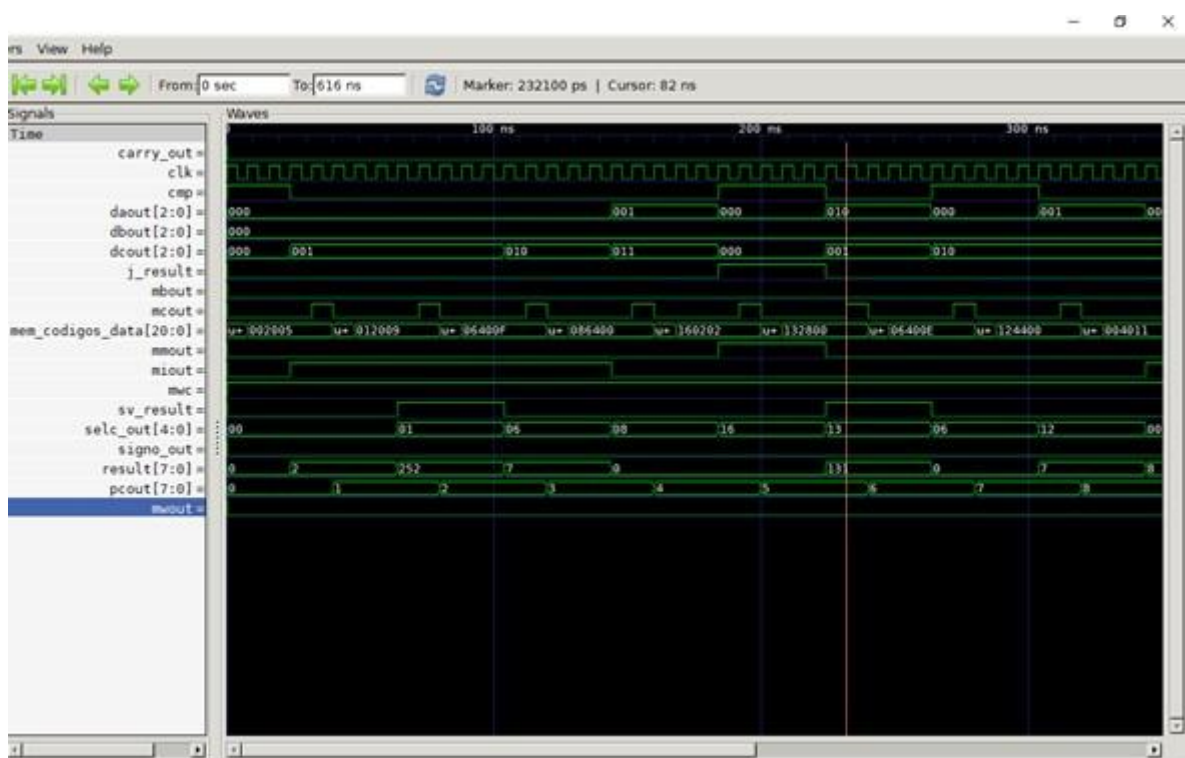 rs View Help
From: 0 sec To: 616 ns Marker: 232100 ps | Cursor: 82 ns
Signals Waves
Time 100 ns 200 ns 300 ns
carry_out =
clk =
cmp =
daout[2:0] = 000 001 000 010 000 001 00
dbout[2:0] = 000
dcout[2:0] = 000 001 010 011 000 001 010
j_result =
mbout =
mcout =
mem_codigos_data[20:0] = u+ 002005 u+ 012009 u+ 06400F u+ 086400 u+ 160202 u+ 132800 u+ 06400E u+ 124400 u+ 004011
mmout =
miout =
mwc =
sv_result =
selc_out[4:0] = 00 01 06 08 16 13 06 12 00
signo_out =
result[7:0] = 0 2 252 7 0 131 0 7 8
pcout[7:0] = 0 1 2 3 4 5 6 7 8
mwout =